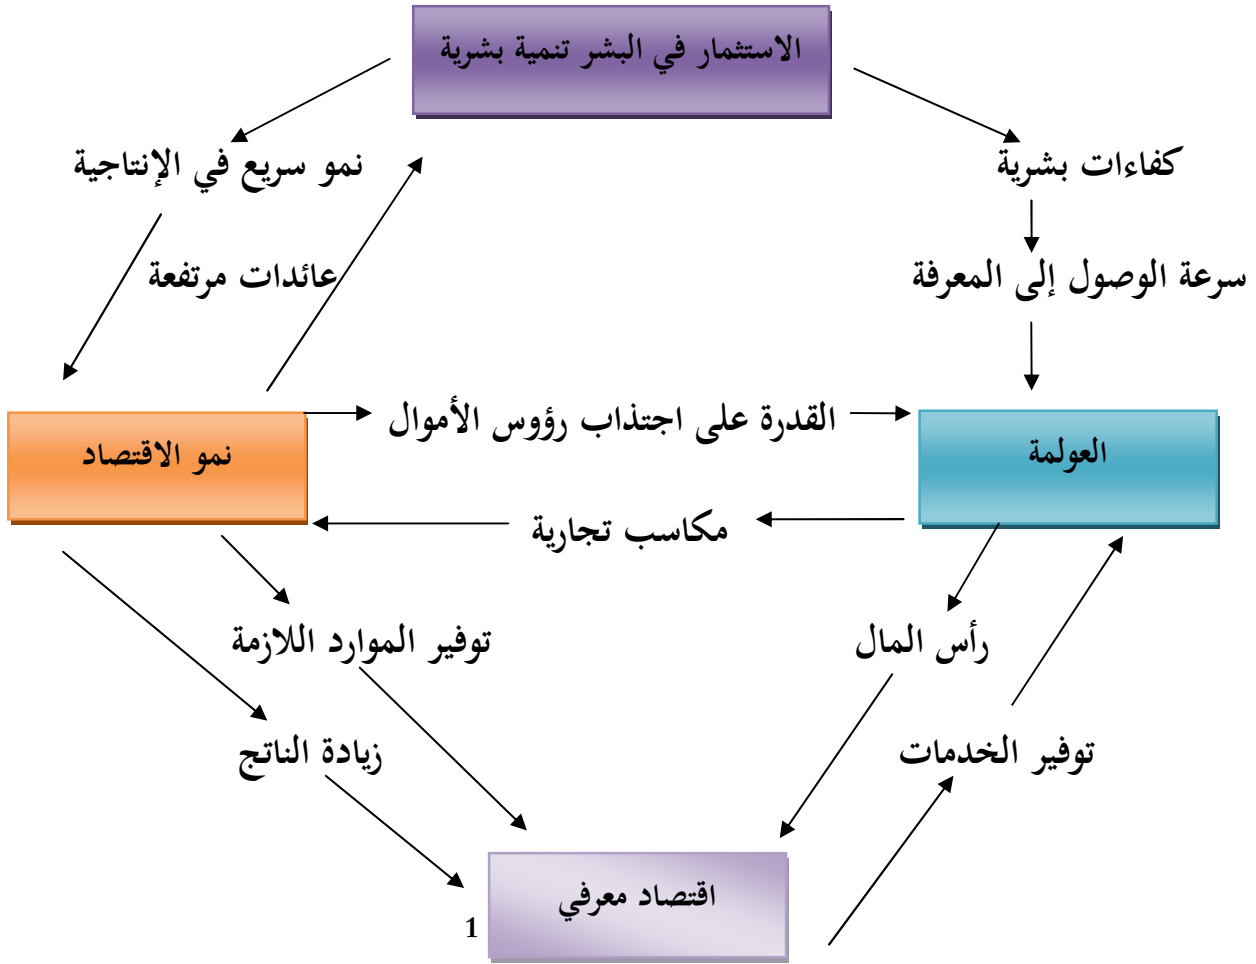 الاستثمار في البشر تنمية بشرية
كفاءات بشرية
نمو سريع في الإنتاجية
سرعة الوصول إلى المعرفة
عائدات مرتفعة
القدرة على اجتذاب رؤوس الأموال
العولمة
نمو الاقتصاد
مكاسب تجارية
رأس المال
توفير الموارد اللازمة
توفير الخدمات
زيادة الناتج
اقتصاد معرفي
1